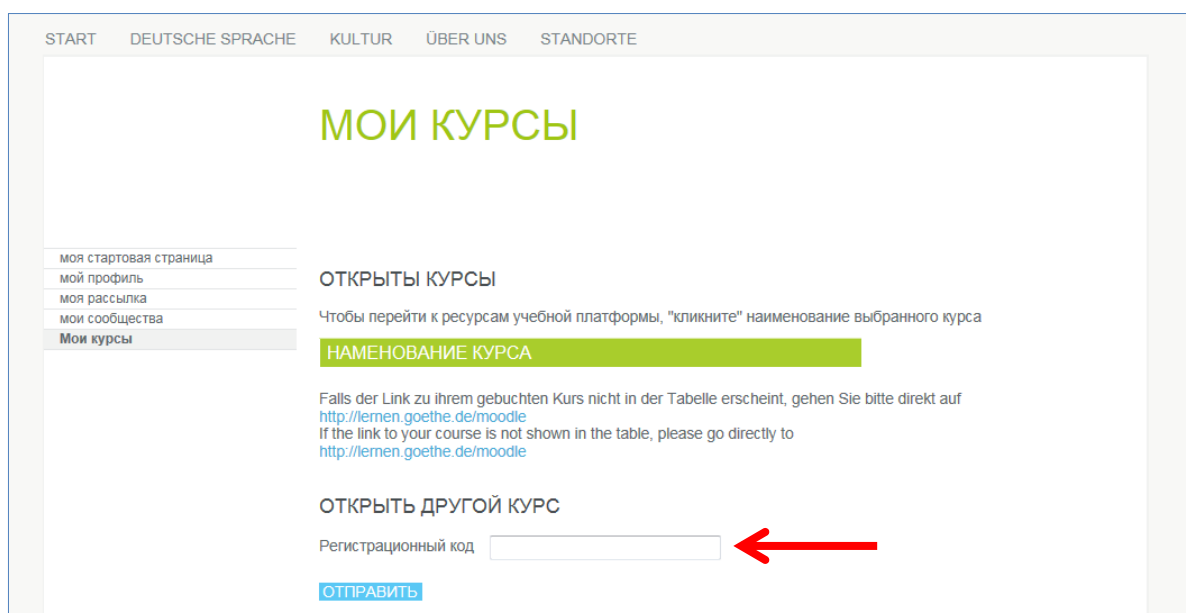 START DEUTSCHE SPRACHE KULTUR ÜBER UNS STANDORTE
МОИ КУРСЫ
моя стартовая страница
мой профиль
моя рассылка
мои сообщества
Мои курсы
ОТКРЫТЫ КУРСЫ
Чтобы перейти к ресурсам учебной платформы, "кликните" наименование выбранного курса
НАМЕНОВАНИЕ КУРСА
Falls der Link zu ihrem gebuchten Kurs nicht in der Tabelle erscheint, gehen Sie bitte direkt auf
http://lernen.goethe.de/moodle
If the link to your course is not shown in the table, please go directly to
http://lernen.goethe.de/moodle
ОТКРЫТЬ ДРУГОЙ КУРС
Регистрационный код
ОТПРАВИТЬ